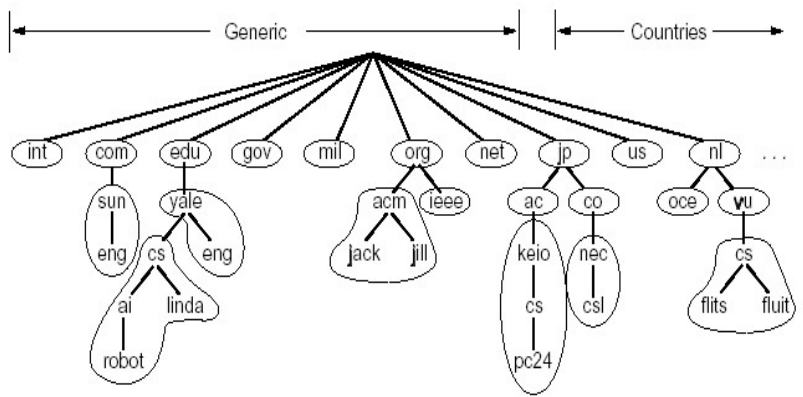 Generic Countries
int com edu gov mil org net jp us nl ...
sun yale acm ieee ac co oce vu
eng cs eng jack jill keio nec cs
ai linda cs csl flits fluit
robot pc24